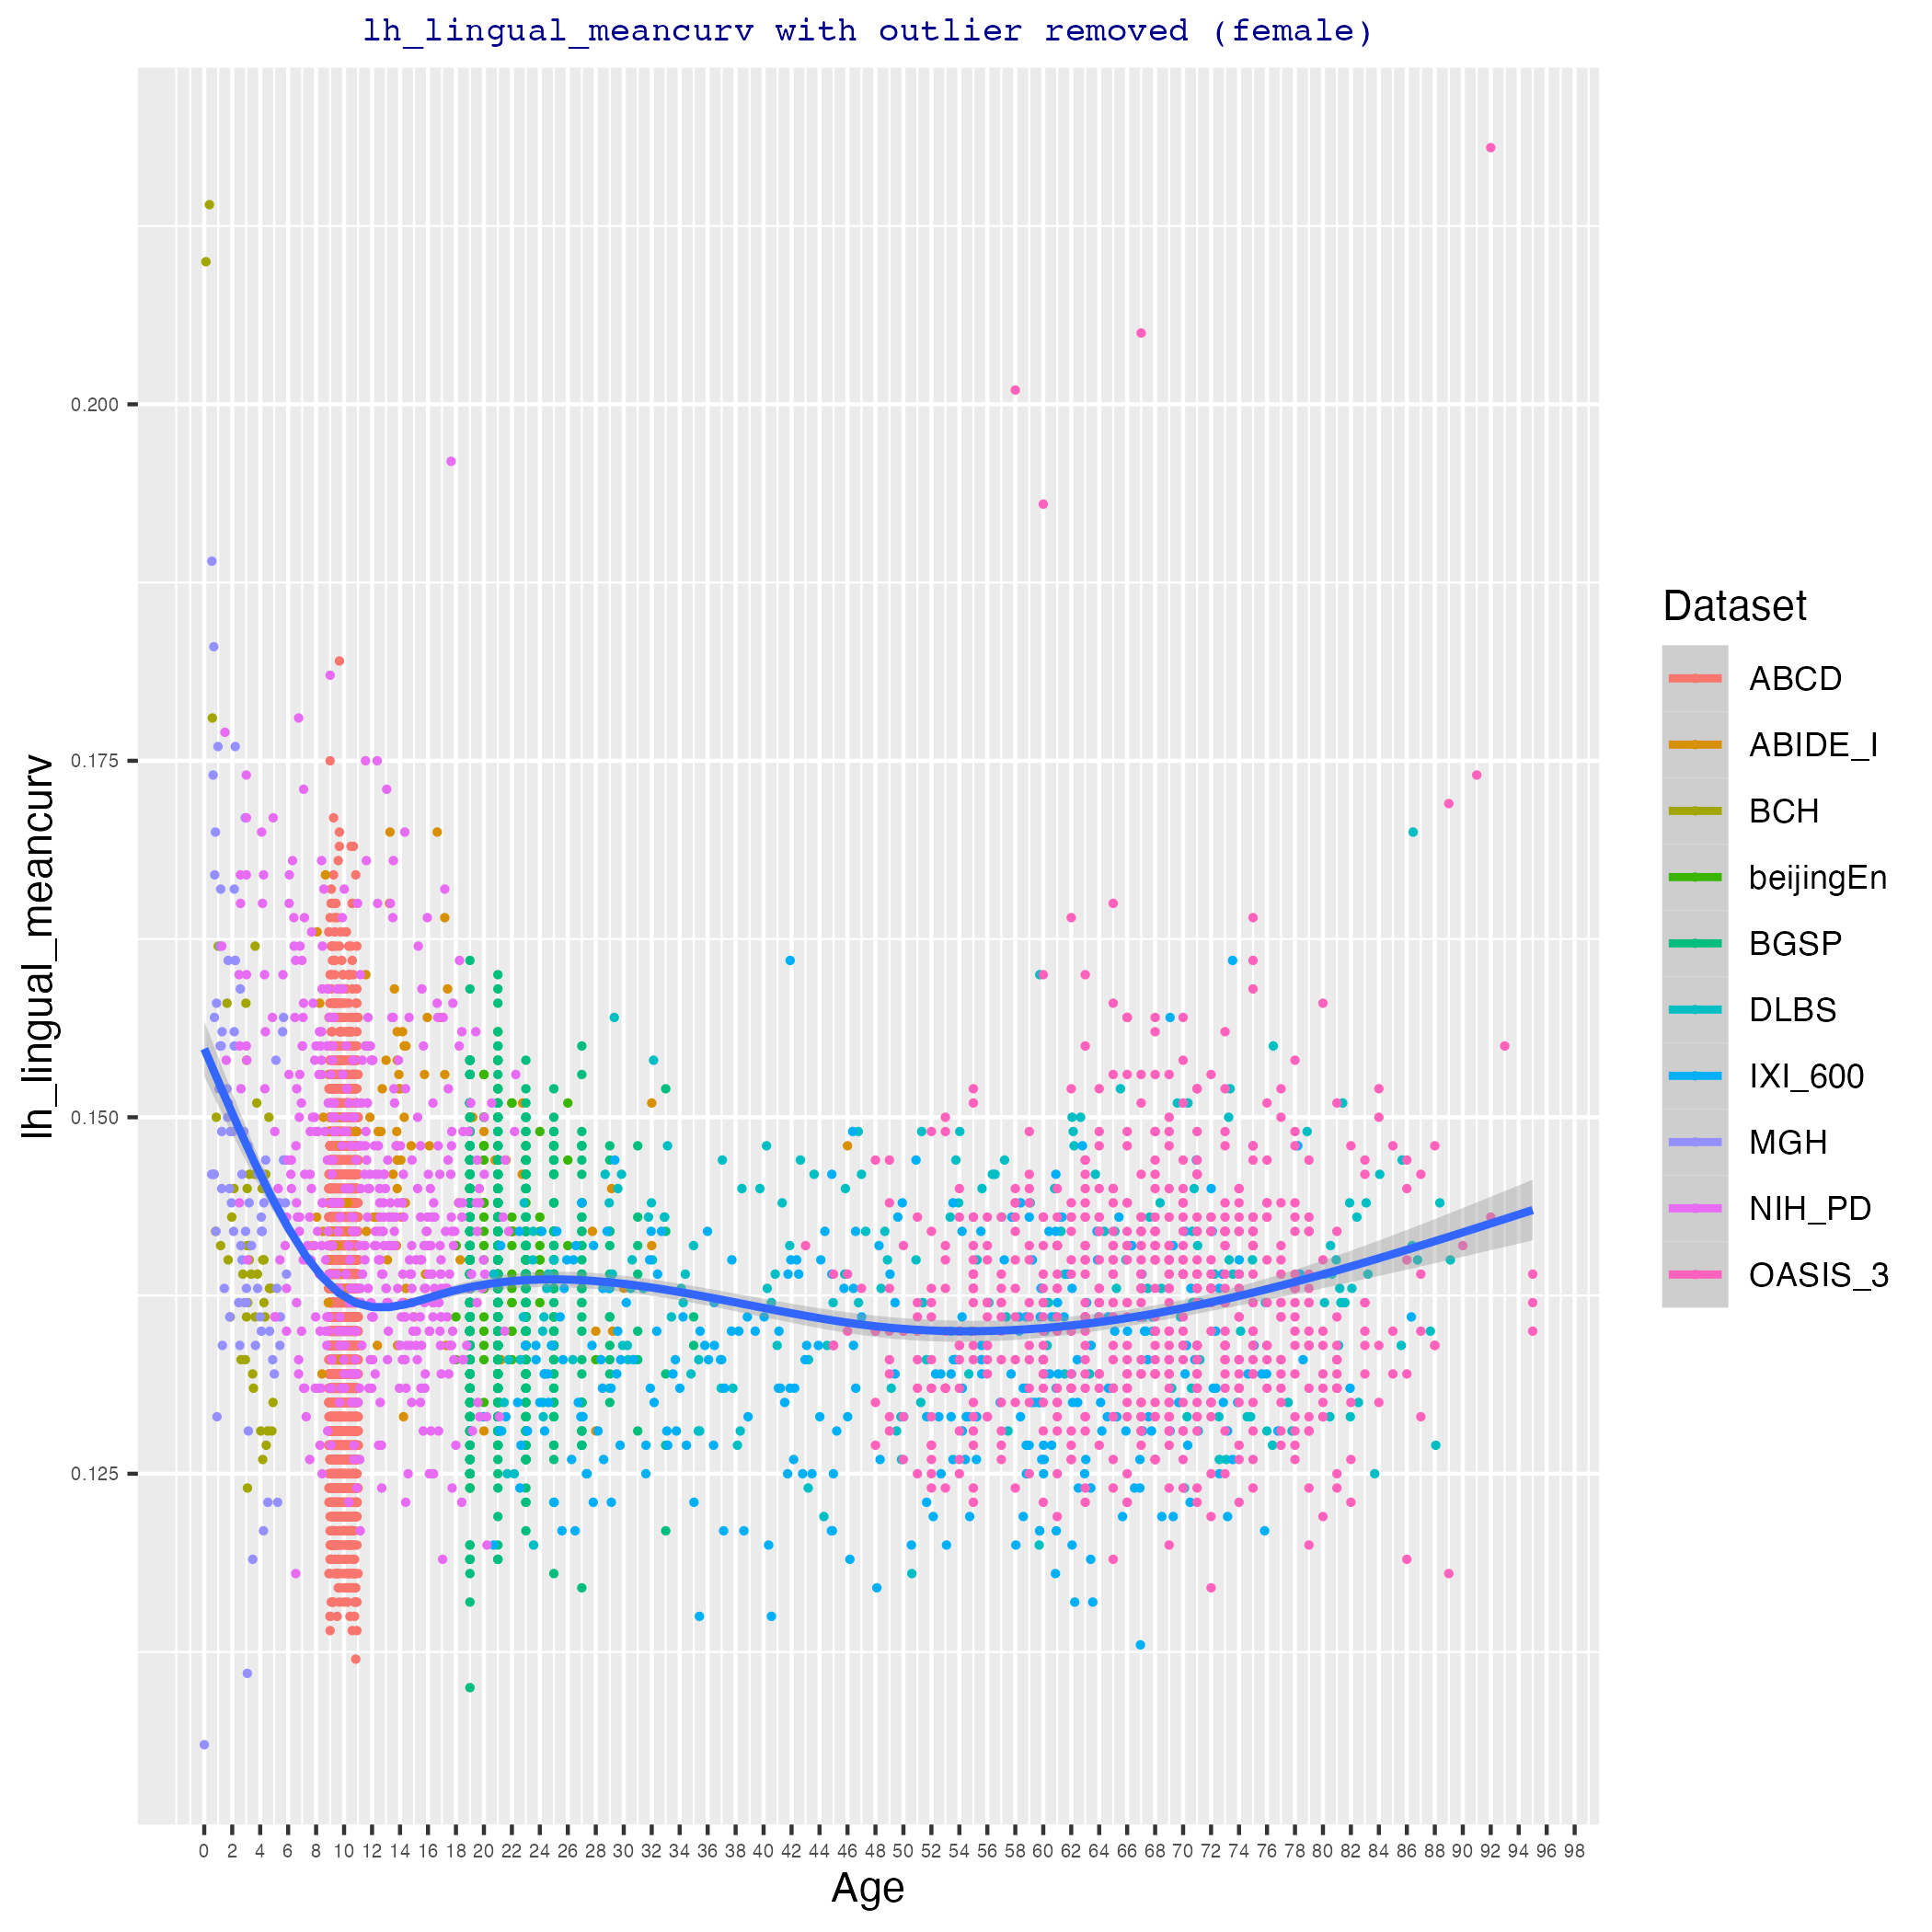 lh_lingual_meancurv with outlier removed (female)
lh_lingual_meancurv
0.200
0.175
0.150
0.125
0 2 4 6 8 10 12 14 16 18 20 22 24 26 28 30 32 34 36 38 40 42 44 46 48 50 52 54 56 58 60 62 64 66 68 70 72 74 76 78 80 82 84 86 88 90 92 94 96 98
Age
Dataset
ABCD
ABIDE_I
BCH
beijingEn
BGSP
DLBS
IXI_600
MGH
NIH_PD
OASIS_3